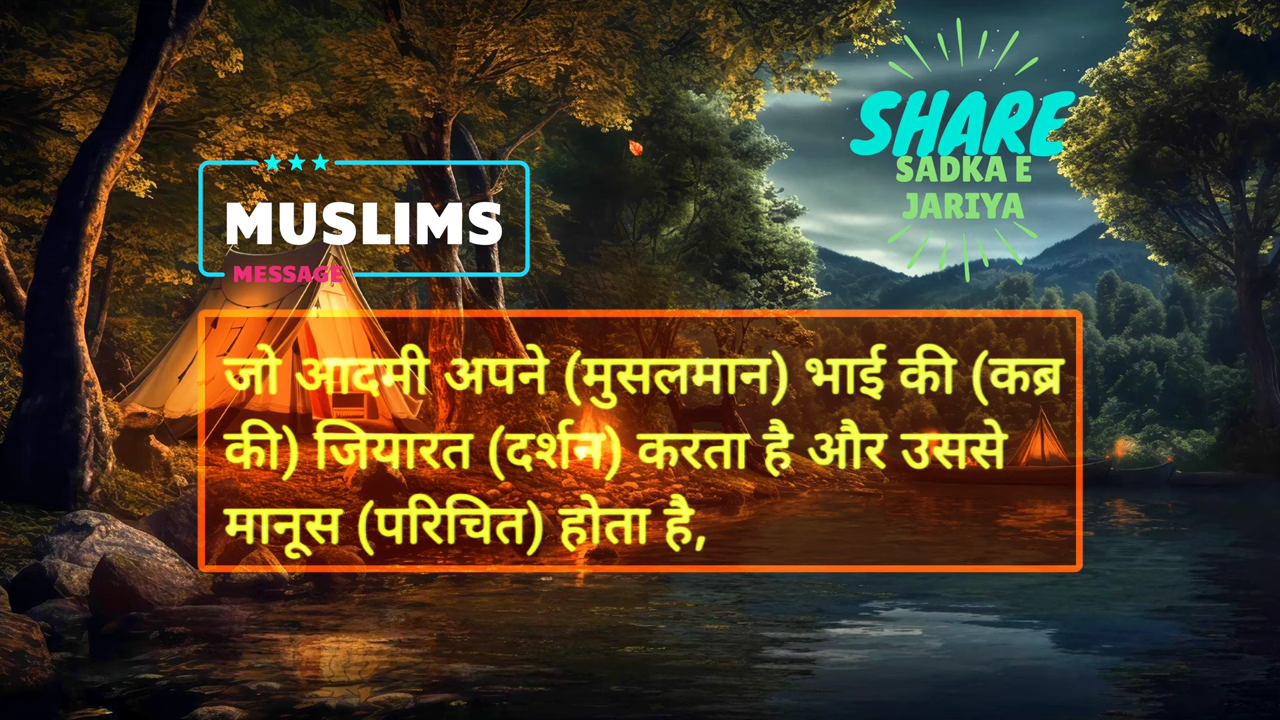 SHARE
SADKA E
JARIYA
MUSLIMS
MESSAGE
जो आदमी अपने (मुसलमान) भाई की (कब्र
की) जियारत (दर्शन) करता है और उससे
मानूस (परिचित) होता है,